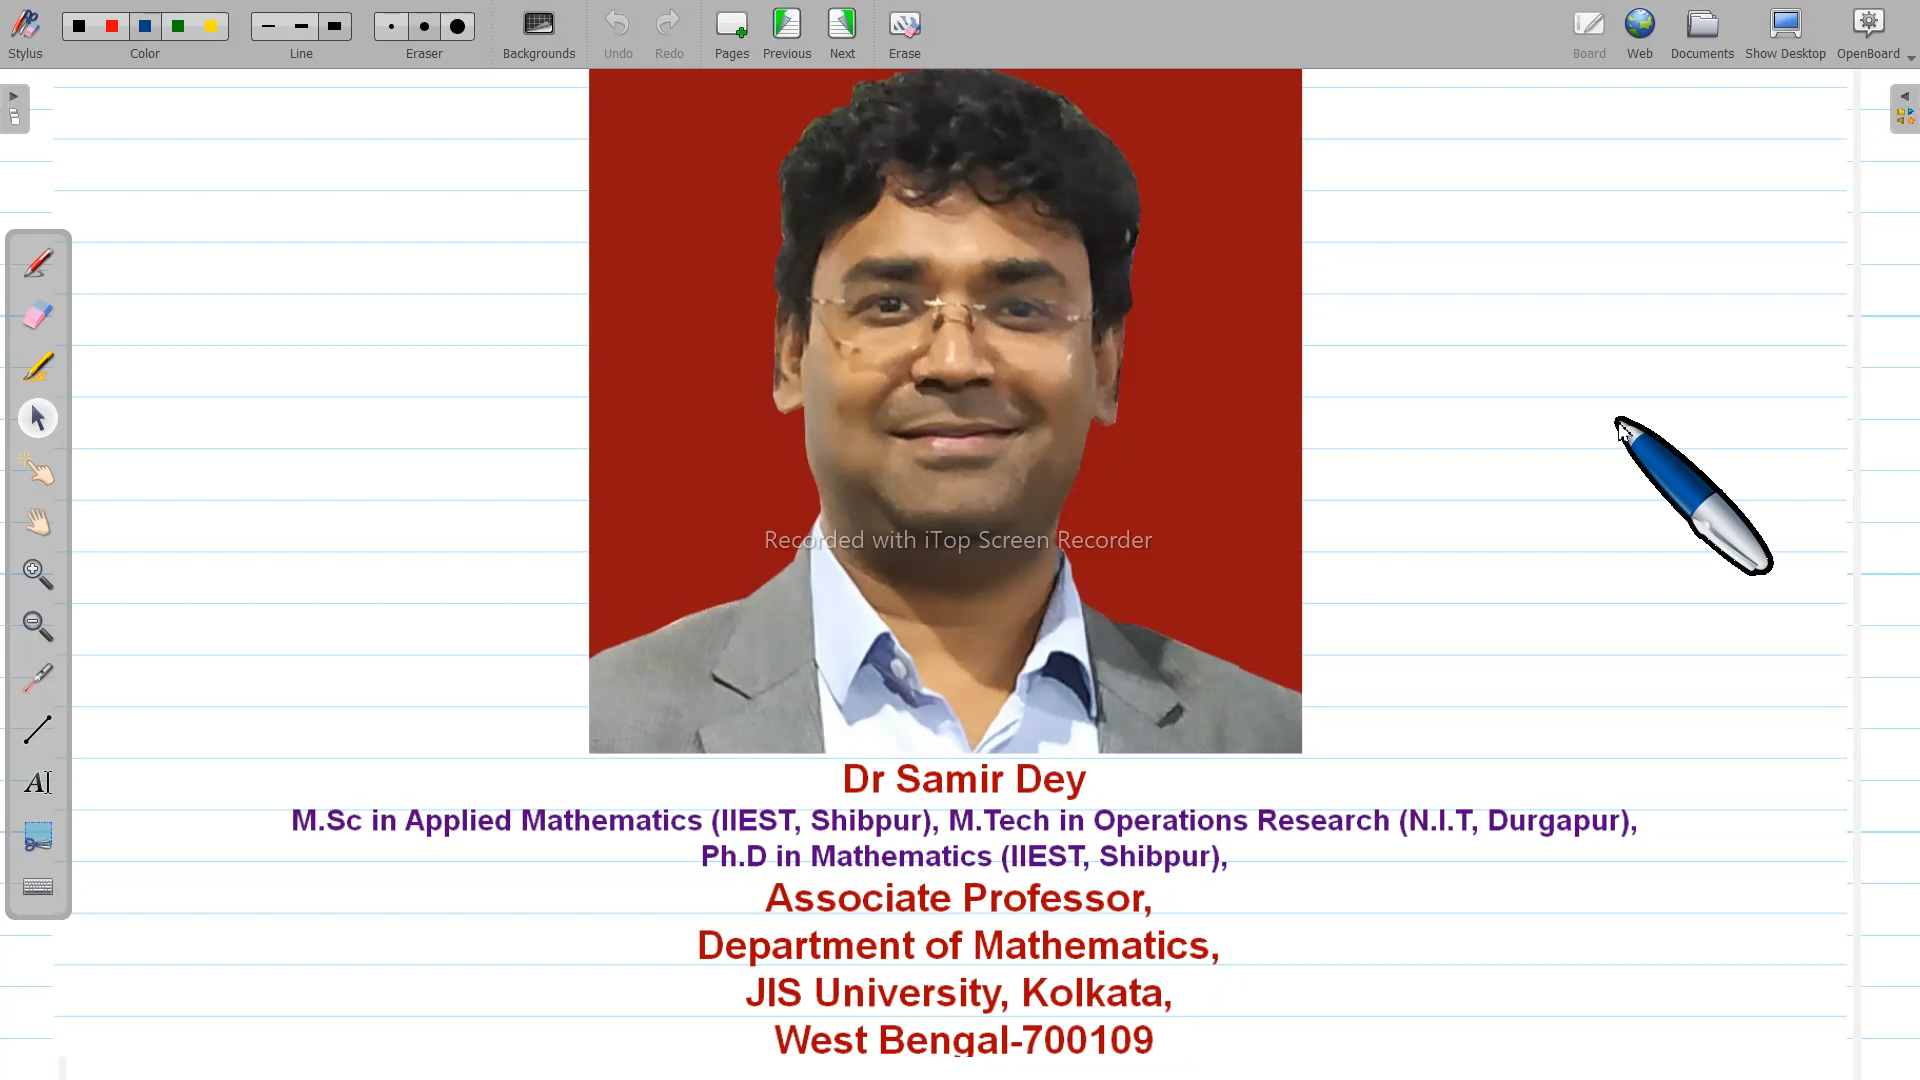 Stylus
Color
Line
Eraser
Backgrounds
Undo
Redo
Pages
Previous
Next
Erase
Board
Web
Documents
Show Desktop
OpenBoard
AI
Recorded with iTop Screen Recorder
Dr Samir Dey
M.Sc in Applied Mathematics (IIEST, Shibpur), M.Tech in Operations Research (N.I.T, Durgapur),
Ph.D in Mathematics (IIEST, Shibpur),
Associate Professor,
Department of Mathematics,
JIS University, Kolkata,
West Bengal-700109